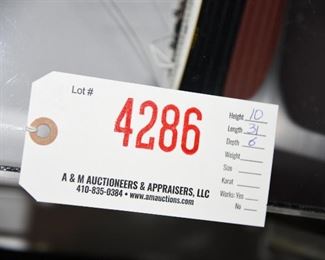 Lot #
4286
Height 10
Length 31
Depth 6
Weight
Size
Karat
Works: Yes
No
A & M AUCTIONEERS & APPRAISERS, LLC
410-835-0384 • www.amauctions.com